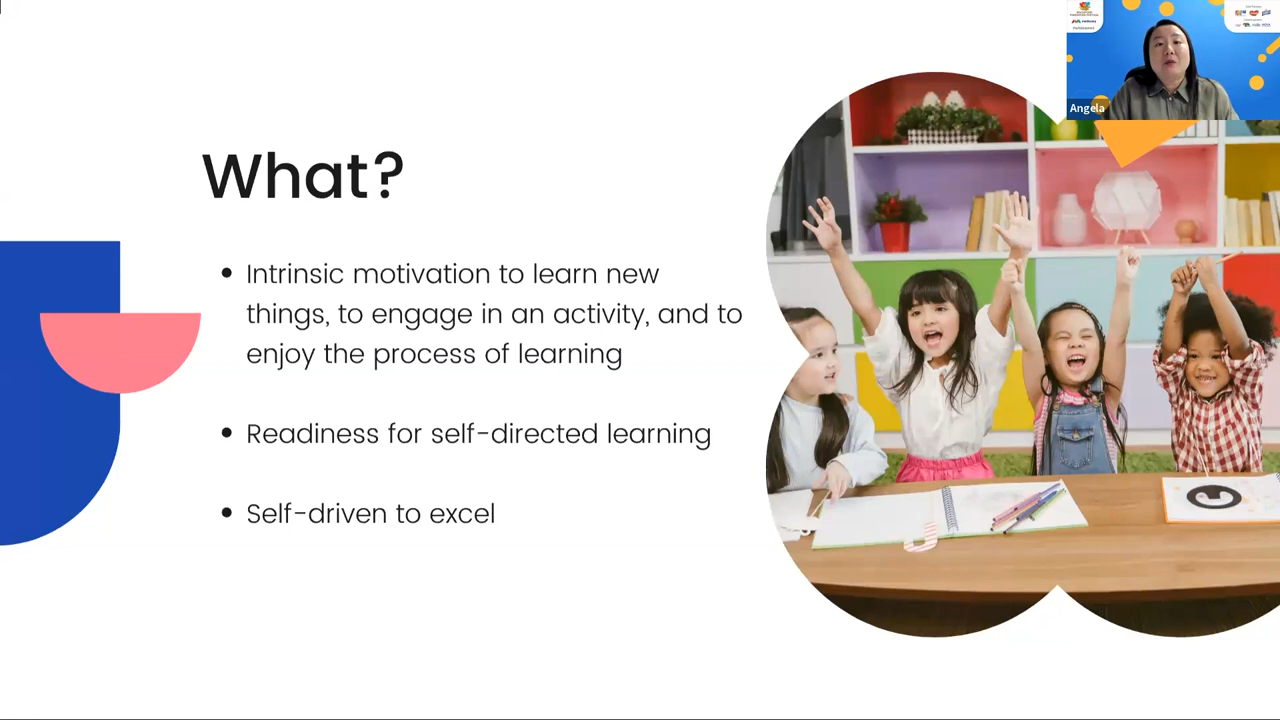 What?
Intrinsic motivation to learn new
things, to engage in an activity, and to
enjoy the process of learning
Readiness for self-directed learning
Self-driven to excel
Angela